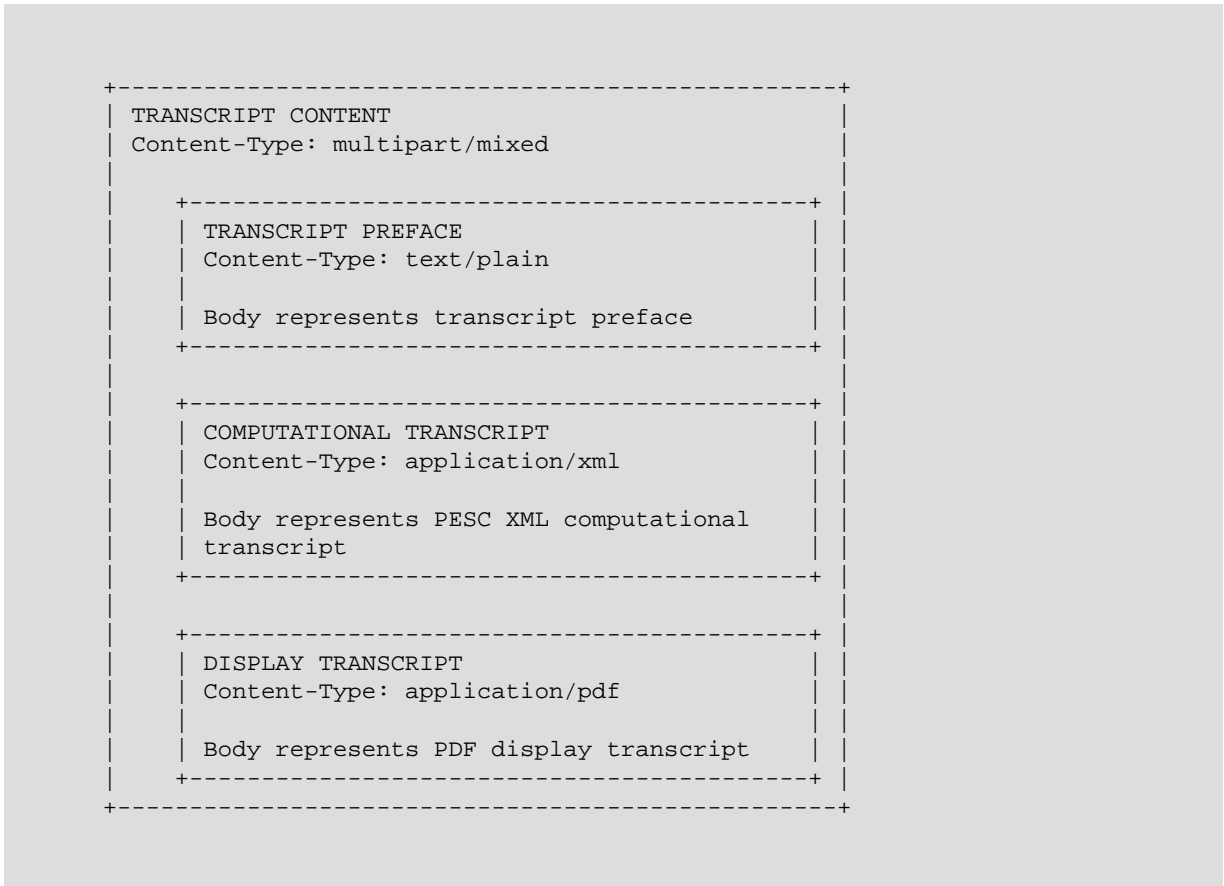 +--------------------------------------------------+
| TRANSCRIPT CONTENT                               |
| Content-Type: multipart/mixed                    |
|                                                  |
|    +-------------------------------------------+ |
|    | TRANSCRIPT PREFACE                        | |
|    | Content-Type: text/plain                  | |
|    |                                           | |
|    | Body represents transcript preface        | |
|    +-------------------------------------------+ |
|                                                  |
|    +-------------------------------------------+ |
|    | COMPUTATIONAL TRANSCRIPT                  | |
|    | Content-Type: application/xml             | |
|    |                                           | |
|    | Body represents PESC XML computational    | |
|    | transcript                                | |
|    +-------------------------------------------+ |
|                                                  |
|    +-------------------------------------------+ |
|    | DISPLAY TRANSCRIPT                        | |
|    | Content-Type: application/pdf             | |
|    |                                           | |
|    | Body represents PDF display transcript    | |
|    +-------------------------------------------+ |
+--------------------------------------------------+